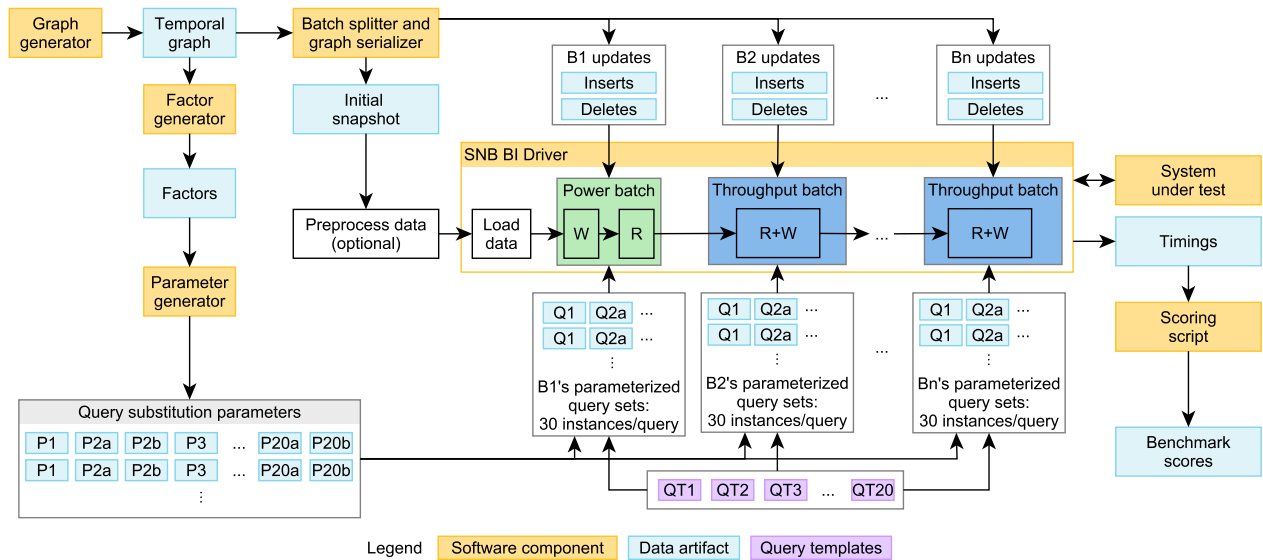 Graph
generator
Temporal
graph
Batch splitter and
graph serializer
Factor
generator
Initial
snapshot
Factors
Parameter
generator
Preprocess data
(optional)
B1 updates
Inserts
Deletes
B2 updates
Inserts
Deletes
...
Bn updates
Inserts
Deletes
SNB BI Driver
Load
data
Power batch
W
R
Throughput batch
R+W
...
Throughput batch
R+W
System
under test
Timings
Scoring
script
Benchmark
scores
Q1 Q2a ...
Q1 Q2a ...
⋮
B1's parameterized
query sets:
30 instances/query
Q1 Q2a ...
Q1 Q2a ...
⋮
B2's parameterized
query sets:
30 instances/query
...
Q1 Q2a ...
Q1 Q2a ...
⋮
Bn's parameterized
query sets:
30 instances/query
Query substitution parameters
P1 P2a P2b P3 ... P20a P20b
P1 P2a P2b P3 ... P20a P20b
⋮
QT1 QT2 QT3 ... QT20
Legend Software component Data artifact Query templates